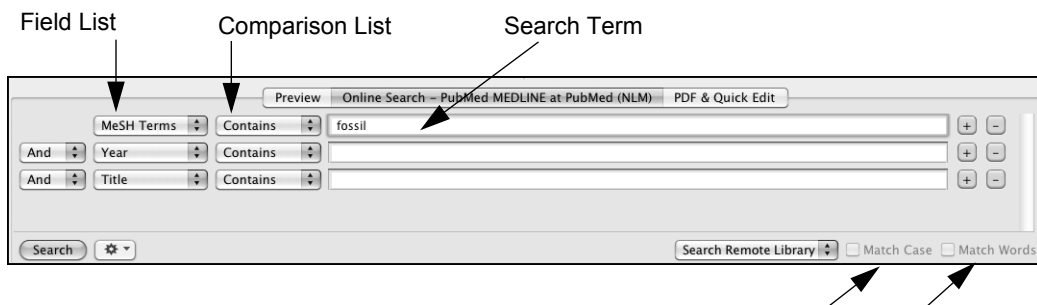 Field List Comparison List Search Term
Preview Online Search – PubMed MEDLINE at PubMed (NLM) PDF & Quick Edit
MeSH Terms Contains fossil + -
And Year Contains + -
And Title Contains + -
Search Search Remote Library Match Case Match Words